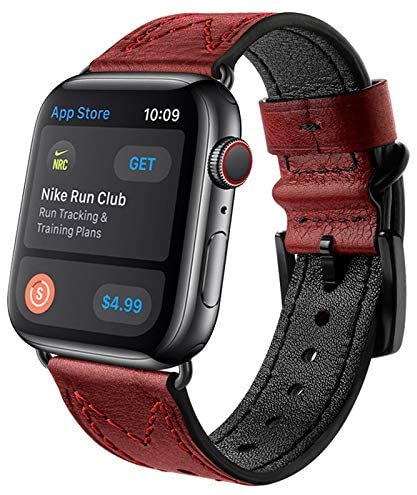 App Store 10:09
NRC
GET
Nike Run Club
Run Tracking &
Training Plans
S
$4.99